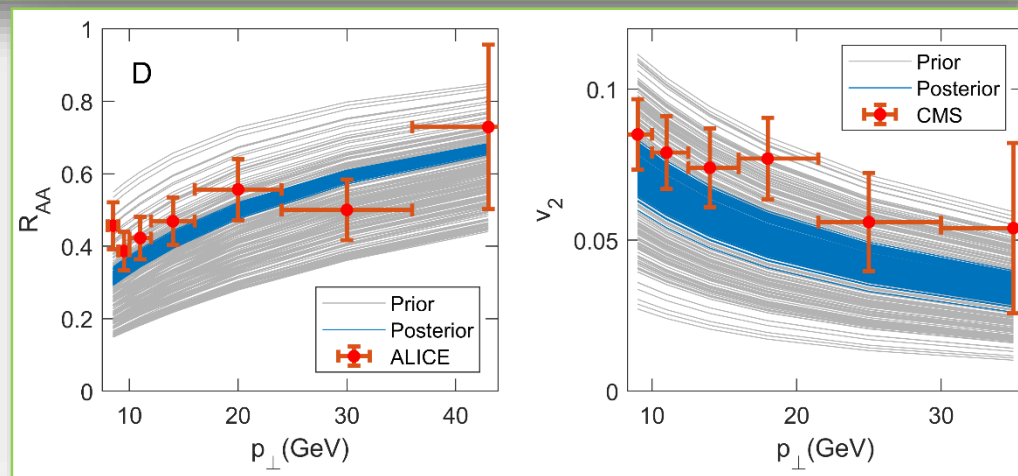 D
R_AA
1
0.8
0.6
0.4
0.2
0
10 20 30 40
p_⊥(GeV)
Prior
Posterior
ALICE
v_2
0.1
0.05
0
10 20 30
p_⊥(GeV)
Prior
Posterior
CMS